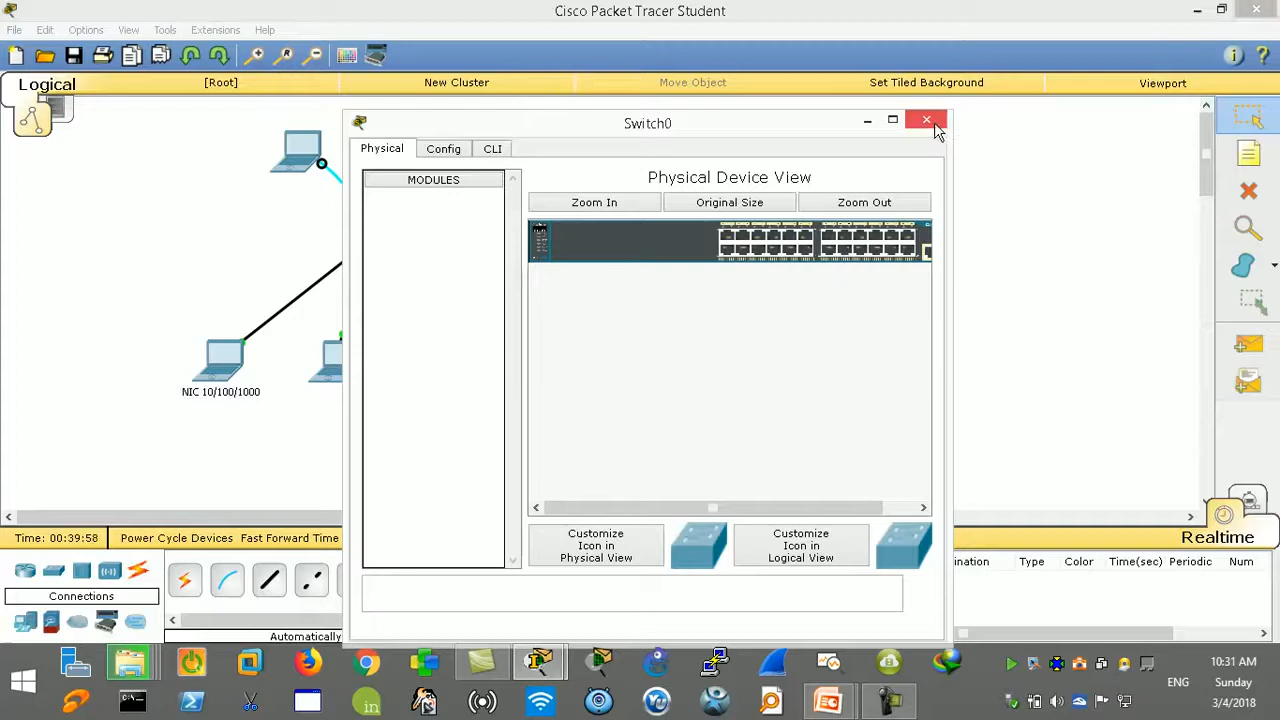 Cisco Packet Tracer Student
File Edit Options View Tools Extensions Help
Logical [Root] New Cluster Move Object Set Tiled Background Viewport
Switch0
Physical Config CLI
MODULES
Physical Device View
Zoom In Original Size Zoom Out
NIC 10/100/1000
Customize
Icon in
Physical View
Customize
Icon in
Logical View
Time: 00:39:58 Power Cycle Devices Fast Forward Time
Realtime
ination Type Color Time(sec) Periodic Num
Connections
Automatically
10:31 AM
ENG Sunday
3/4/2018